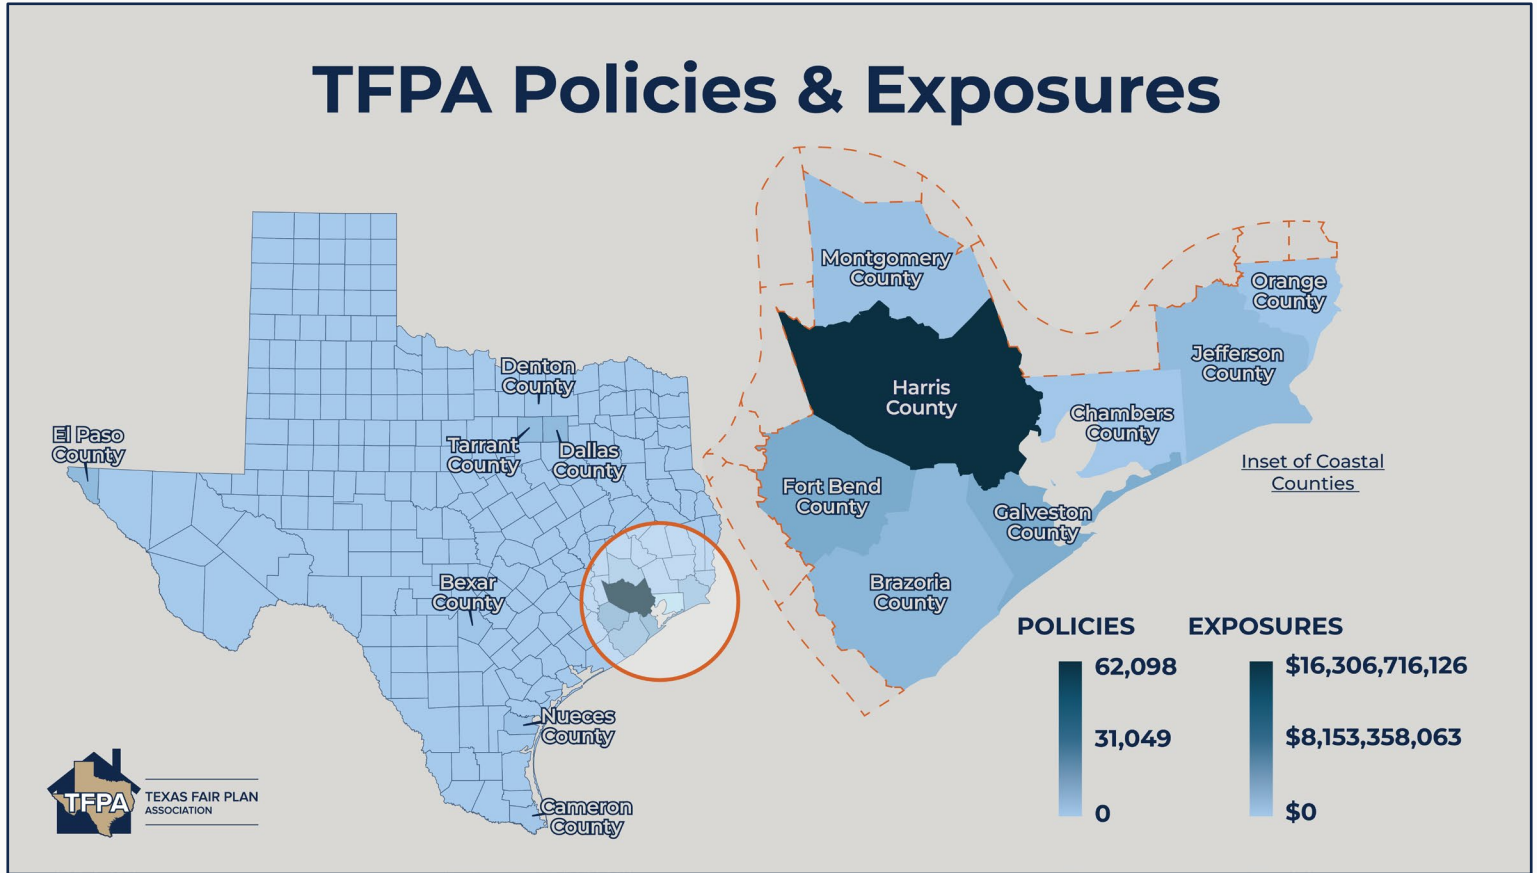 TFPA Policies & Exposures
Denton
County
El Paso
County
Tarrant
County
Dallas
County
Bexar
County
Nueces
County
Cameron
County
Montgomery
County
Harris
County
Orange
County
Jefferson
County
Chambers
County
Fort Bend
County
Galveston
County
Brazoria
County
Inset of Coastal
Counties
POLICIES
62,098
31,049
0
EXPOSURES
$16,306,716,126
$8,153,358,063
$0
TFPA
TEXAS FAIR PLAN
ASSOCIATION